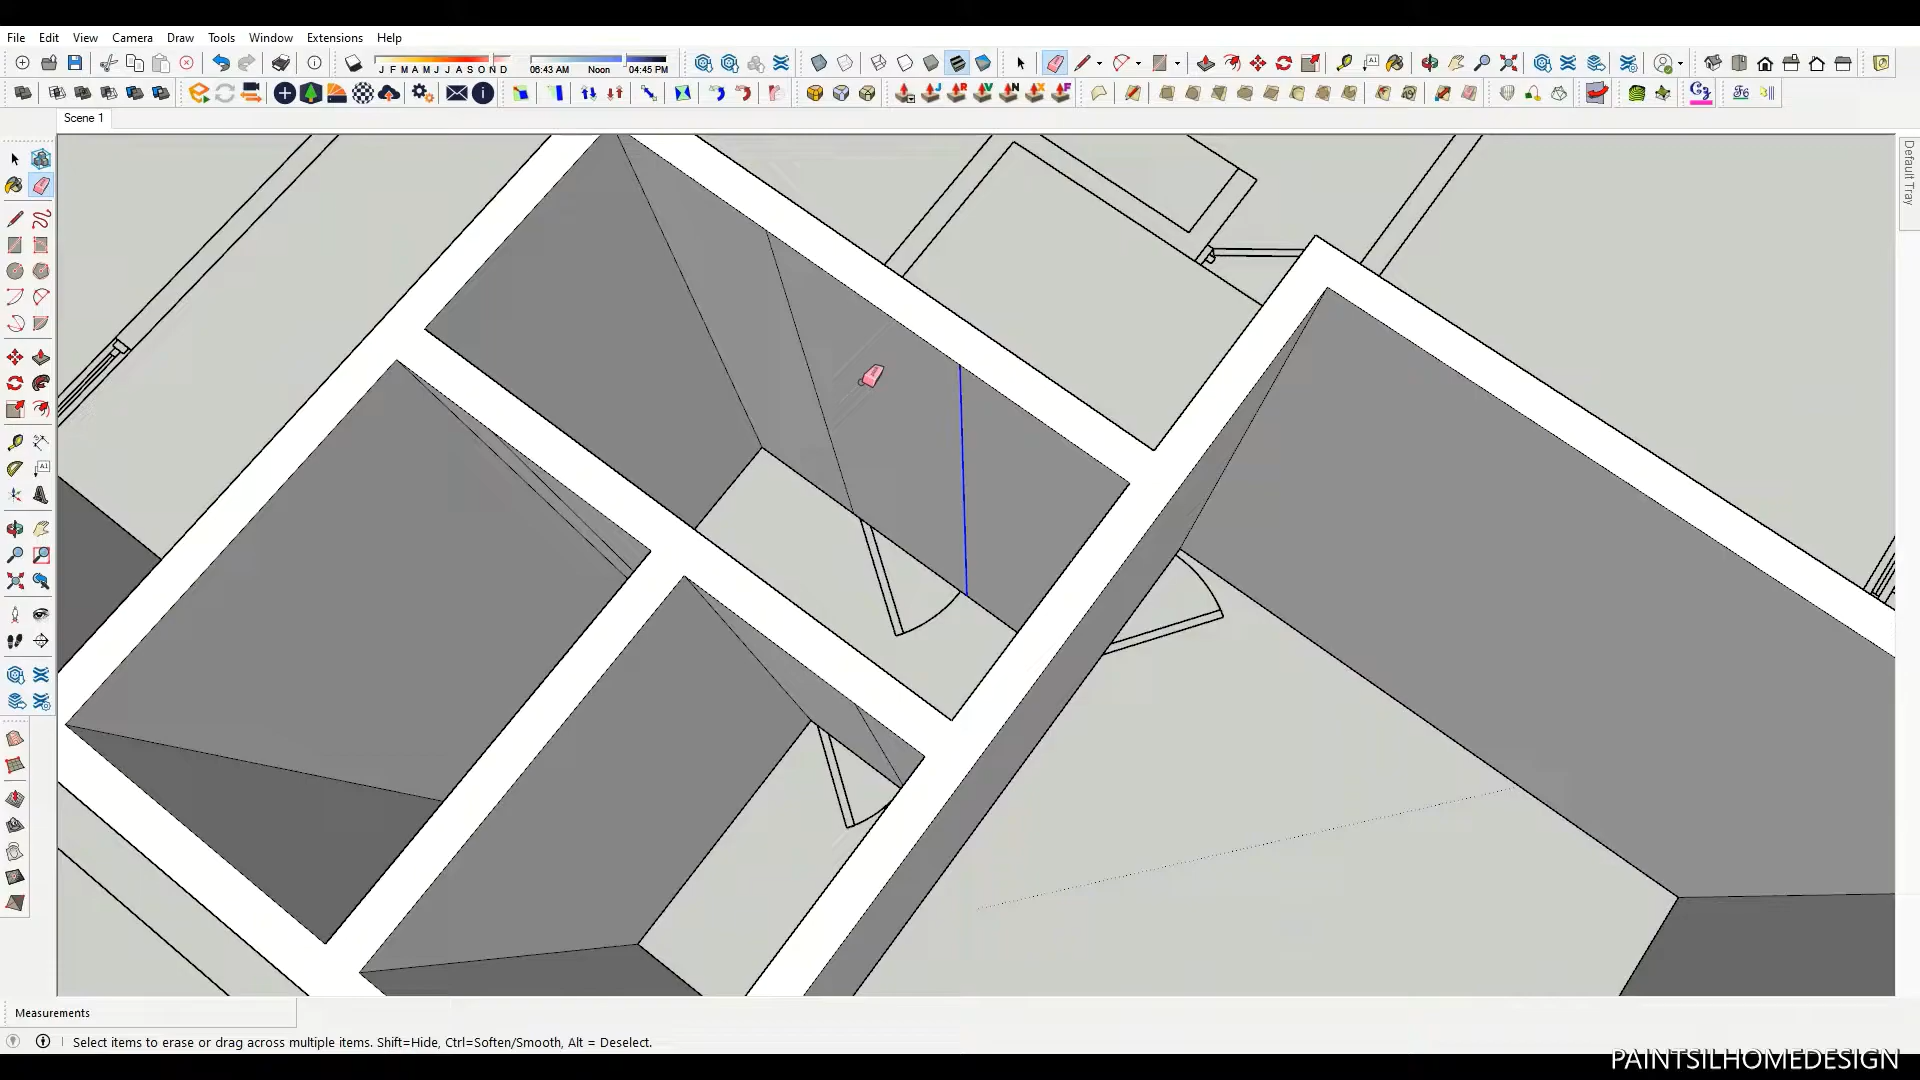 File Edit View Camera Draw Tools Window Extensions Help
J F M A M J J A S O N D 06:43 AM Noon 04:45 PM
Scene 1
Default Tray
Measurements
Select items to erase or drag across multiple items. Shift=Hide, Ctrl=Soften/Smooth, Alt = Deselect.
PAINTSILHOMEDESIGN